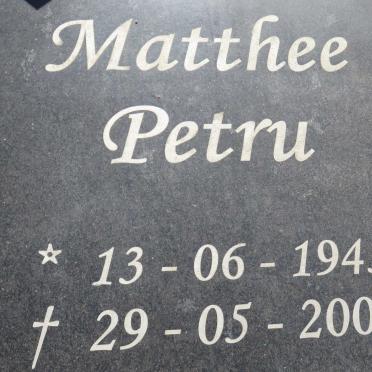 Matthee
Petru
* 13 - 06 - 194
† 29 - 05 - 200